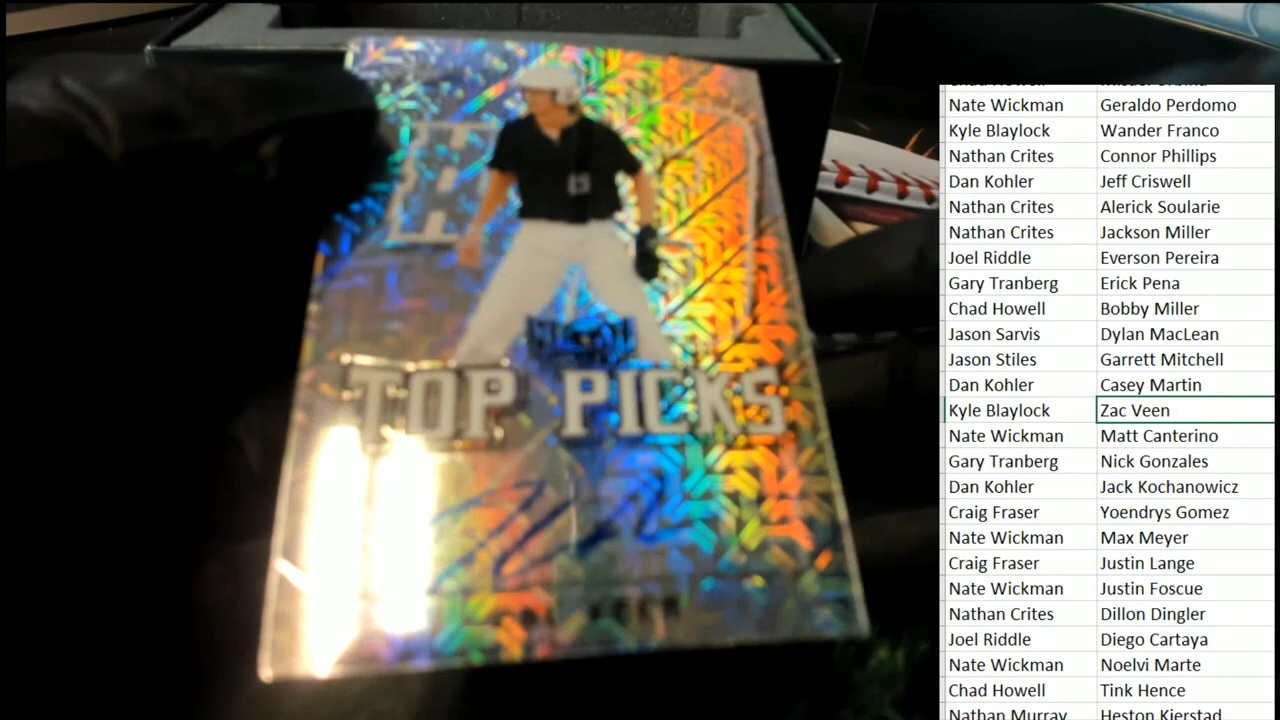 TOP PICKS
Nate Wickman Geraldo Perdomo
Kyle Blaylock Wander Franco
Nathan Crites Connor Phillips
Dan Kohler Jeff Criswell
Nathan Crites Alerick Soularie
Nathan Crites Jackson Miller
Joel Riddle Everson Pereira
Gary Tranberg Erick Pena
Chad Howell Bobby Miller
Jason Sarvis Dylan MacLean
Jason Stiles Garrett Mitchell
Dan Kohler Casey Martin
Kyle Blaylock Zac Veen
Nate Wickman Matt Canterino
Gary Tranberg Nick Gonzales
Dan Kohler Jack Kochanowicz
Craig Fraser Yoendrys Gomez
Nate Wickman Max Meyer
Craig Fraser Justin Lange
Nate Wickman Justin Foscue
Nathan Crites Dillon Dingler
Joel Riddle Diego Cartaya
Nate Wickman Noelvi Marte
Chad Howell Tink Hence
Nathan Murray Heston Kjerstad